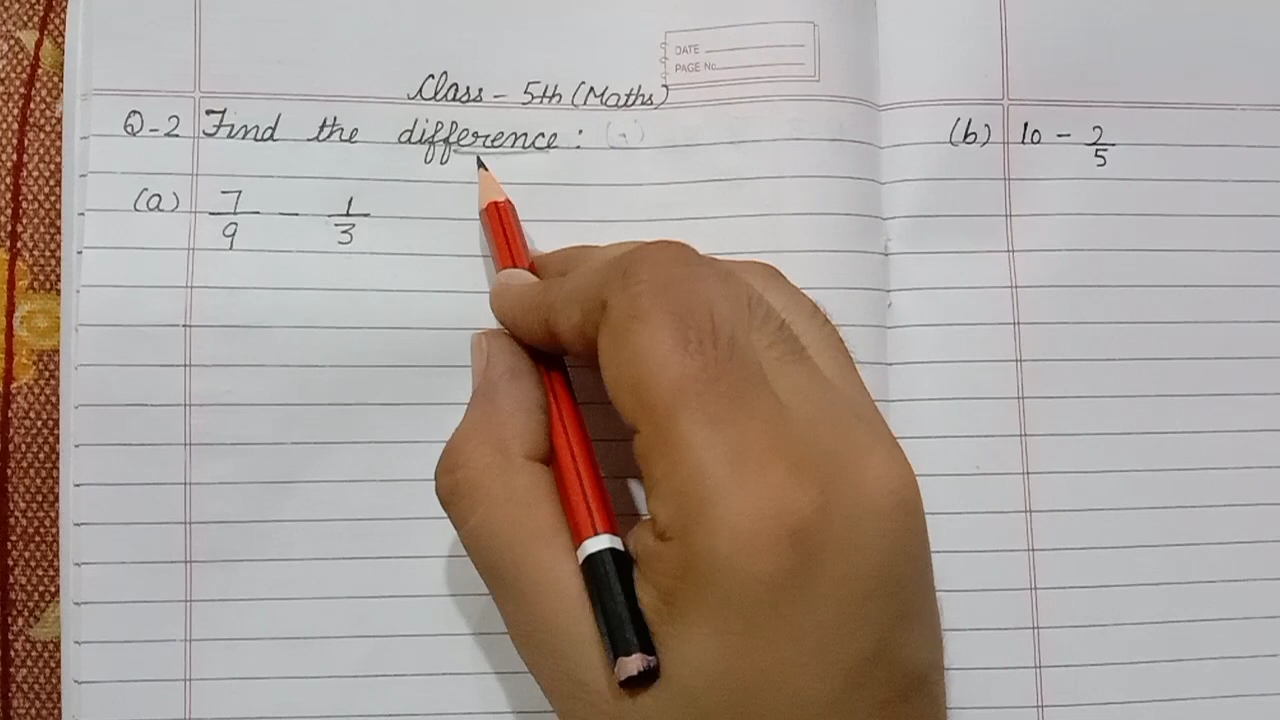 DATE
PAGE No.
Class - 5th (Maths)
Q-2 Find the difference :
(a) 7/9 - 1/3
(b) 10 - 2/5